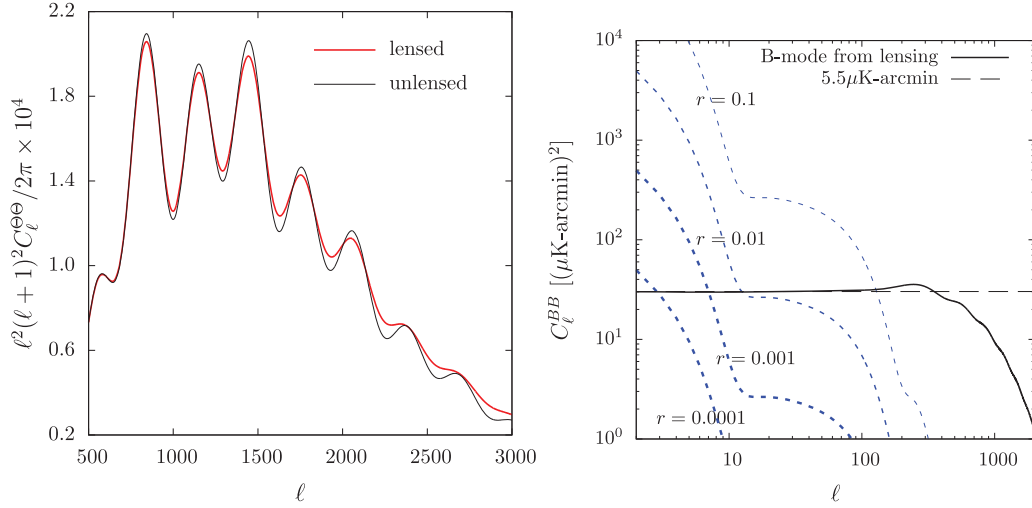 2.2
1.8
1.4
1.0
0.6
0.2
ℓ²(ℓ + 1)²C_ℓ^ΘΘ/2π × 10⁴
lensed
unlensed
500 1000 1500 2000 2500 3000
ℓ
10⁴
10³
10²
10¹
10⁰
C_ℓ^BB [(μK-arcmin)²]
B-mode from lensing
5.5μK-arcmin
r = 0.1
r = 0.01
r = 0.001
r = 0.0001
10 100 1000
ℓ